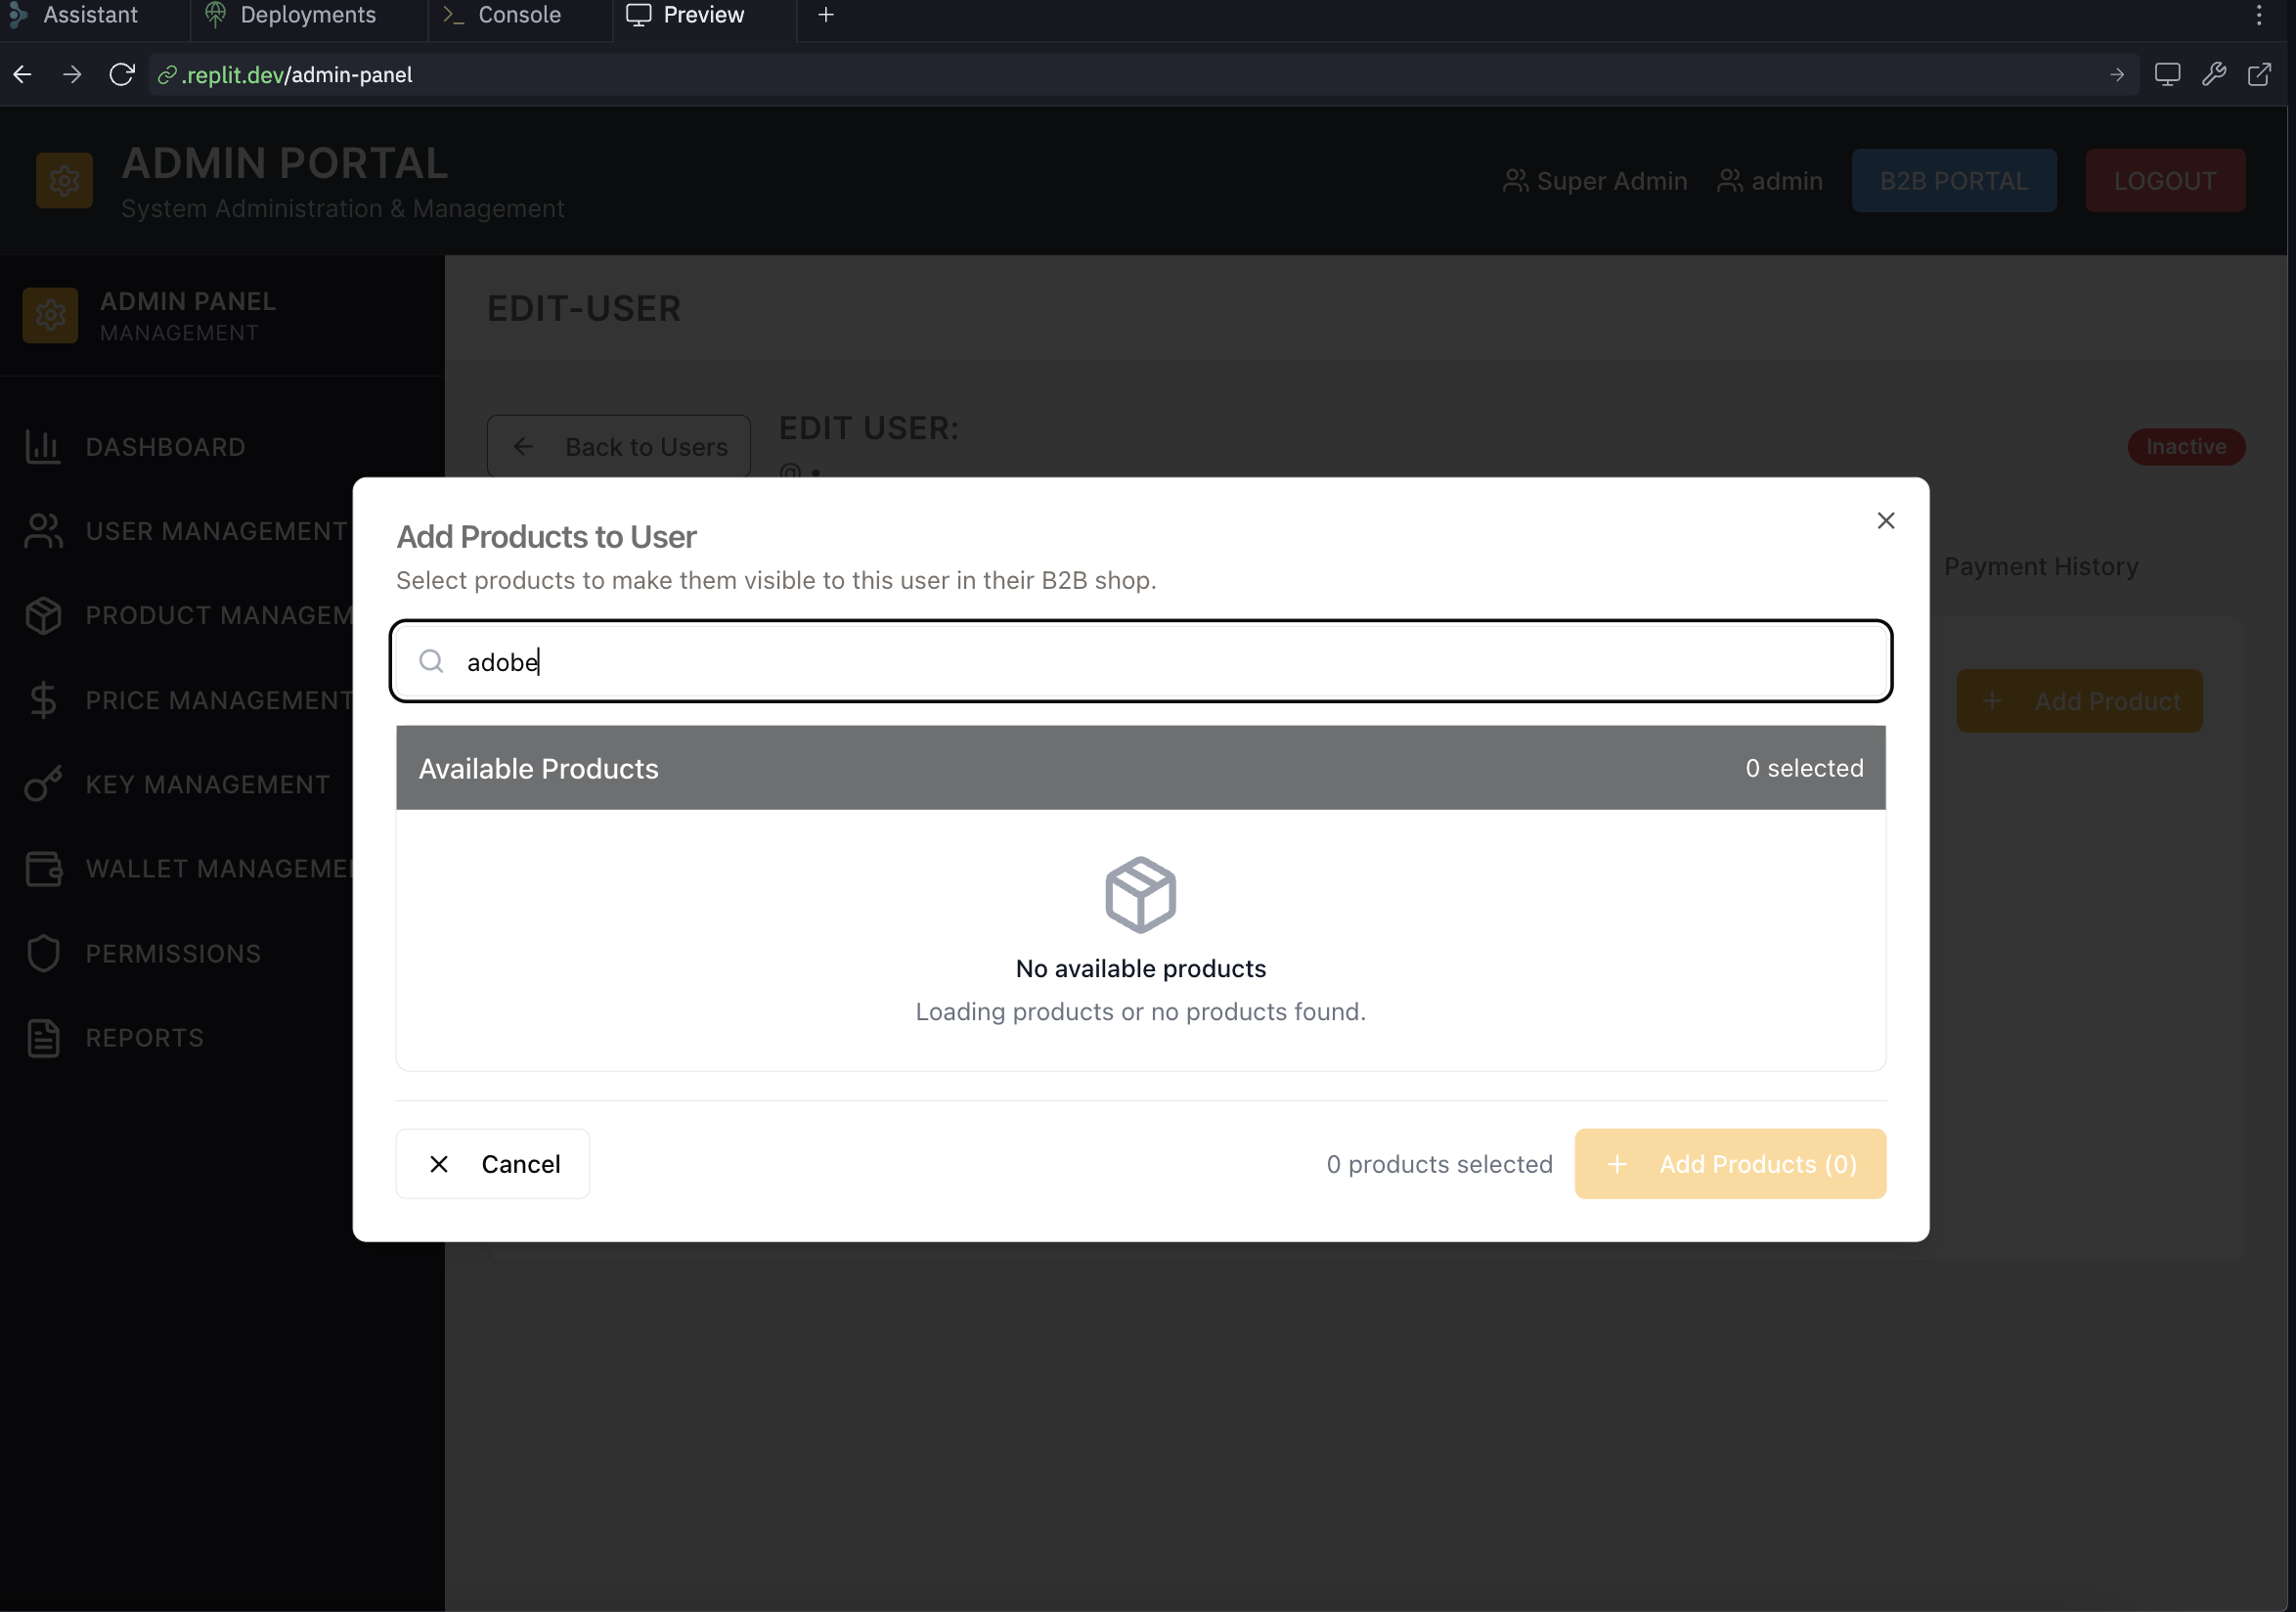 Assistant
Deployments
Console
Preview
.replit.dev/admin-panel
ADMIN PORTAL
System Administration & Management
Super Admin
admin
B2B PORTAL
LOGOUT
ADMIN PANEL
MANAGEMENT
EDIT-USER
Back to Users
EDIT USER:
@ •
Inactive
DASHBOARD
USER MANAGEMENT
PRODUCT MANAGEM
PRICE MANAGEMENT
KEY MANAGEMENT
WALLET MANAGEME
PERMISSIONS
REPORTS
Payment History
Add Product
Add Products to User
Select products to make them visible to this user in their B2B shop.
adobe
Available Products
0 selected
No available products
Loading products or no products found.
Cancel
0 products selected
Add Products (0)